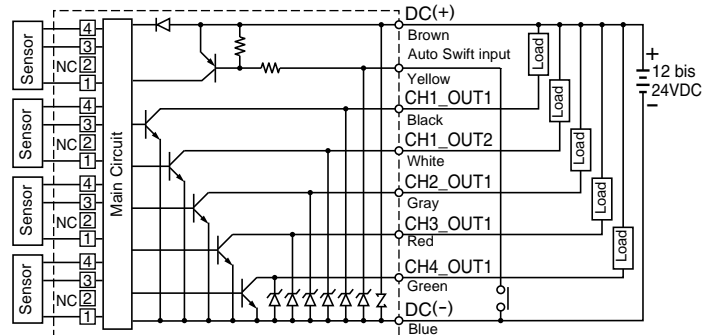 Sensor
4
3
NC 2
1
Sensor
4
3
NC 2
1
Sensor
4
3
NC 2
1
Sensor
4
3
NC 2
1
Main Circuit
DC(+)
Brown
Auto Swift input
Yellow
CH1_OUT1
Black
CH1_OUT2
White
CH2_OUT1
Gray
CH3_OUT1
Red
CH4_OUT1
Green
DC(-)
Blue
Load
Load
Load
Load
Load
+
12 bis
24VDC
−